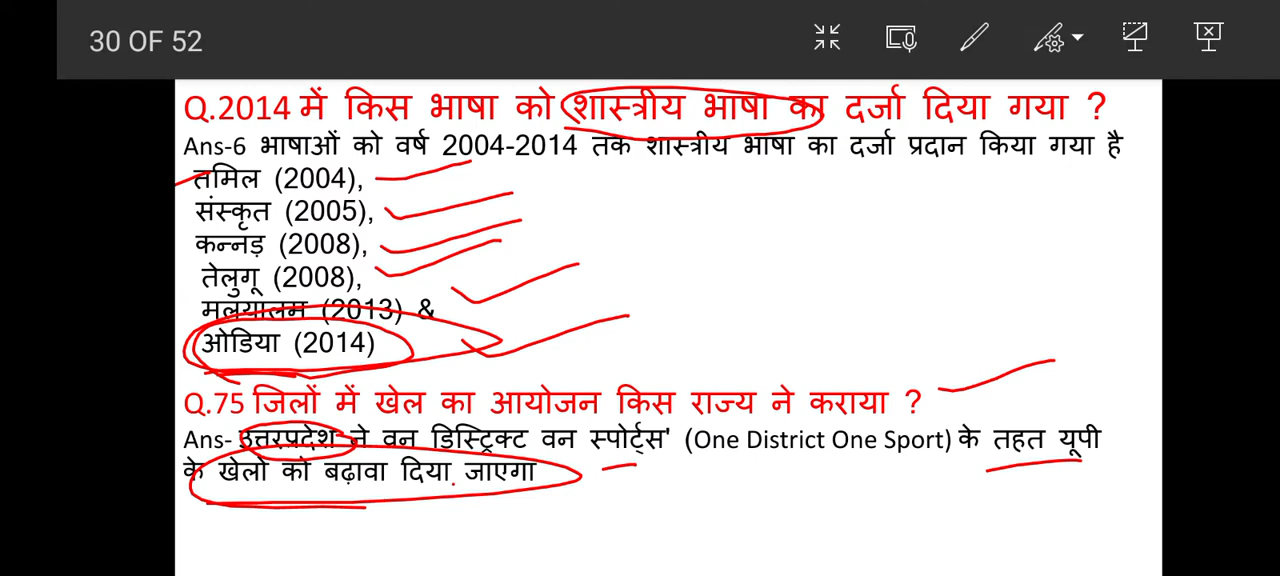 30 OF 52
Q.2014 में किस भाषा को शास्त्रीय भाषा का दर्जा दिया गया ?
Ans-6 भाषाओं को वर्ष 2004-2014 तक शास्त्रीय भाषा का दर्जा प्रदान किया गया है
तमिल (2004),
संस्कृत (2005),
कन्नड़ (2008),
तेलुगू (2008),
मलयालम (2013) &
ओडिया (2014)
Q.75 जिलों में खेल का आयोजन किस राज्य ने कराया ?
Ans- उत्तरप्रदेश ने वन डिस्ट्रिक्ट वन स्पोर्ट्स' (One District One Sport) के तहत यूपी
के खेलो को बढ़ावा दिया जाएगा